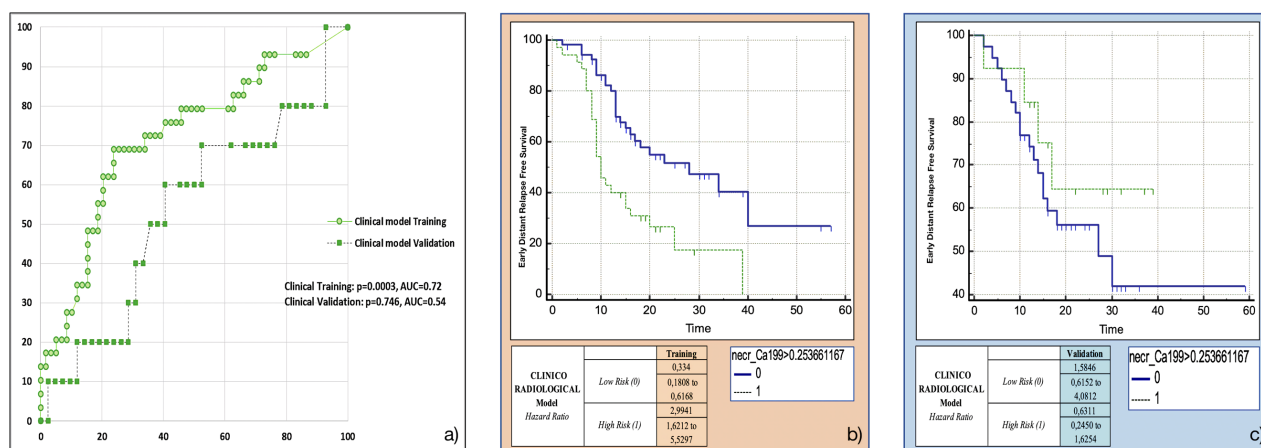 100
90
80
70
60
50
40
30
20
10
0
0 20 40 60 80 100
Clinical model Training
Clinical model Validation
Clinical Training: p=0.0003, AUC=0.72
Clinical Validation: p=0.746, AUC=0.54
a)
Early Distant Relapse Free Survival
100
80
60
40
20
0
0 10 20 30 40 50 60
Time
Training
CLINICO
RADIOLOGICAL
Model
Hazard Ratio
Low Risk (0)
0,334
0,1808 to
0,6168
High Risk (1)
2,9941
1,6212 to
5,5297
necr_Ca199>0.253661167
0
1
b)
Early Distant Relapse Free Survival
100
90
80
70
60
50
40
0 10 20 30 40 50 60
Time
Validation
CLINICO
RADIOLOGICAL
Model
Hazard Ratio
Low Risk (0)
1,5846
0,6152 to
4,0812
High Risk (1)
0,6311
0,2450 to
1,6254
necr_Ca199>0.253661167
0
1
c)